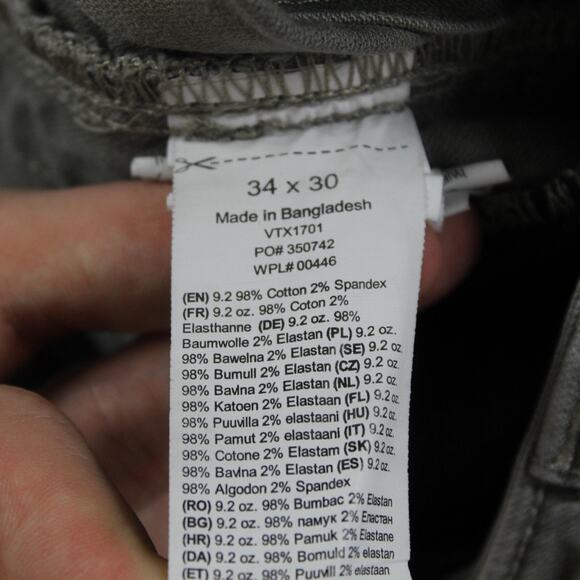 34 x 30
Made in Bangladesh
VTX1701
PO# 350742
WPL# 00446
(EN) 9.2 98% Cotton 2% Spandex
(FR) 9.2 oz. 98% Coton 2%
Elasthanne (DE) 9.2 oz. 98%
Baumwolle 2% Elastan (PL) 9.2 oz.
98% Bawelna 2% Elastan (SE) 9.2 oz.
98% Bumull 2% Elastan (CZ) 9.2 oz.
98% Bavlna 2% Elastan (NL) 9.2 oz.
98% Katoen 2% Elastaan (FL) 9.2 oz.
98% Puuvilla 2% elastaani (HU) 9.2 oz.
98% Pamut 2% elastaani (IT) 9.2 oz.
98% Cotone 2% Elastam (SK) 9.2 oz.
98% Bavlna 2% Elastan (ES) 9.2 oz.
98% Algodon 2% Spandex
(RO) 9.2 oz. 98% Bumbac 2% Elastan
(BG) 9.2 oz. 98% памук 2% Еластан
(HR) 9.2 oz. 98% Pamuk 2% Elastane
(DA) 9.2 oz. 98% Bomuld 2% elastan
(ET) 9.2 oz. 98% Puuvill 2% elastaan